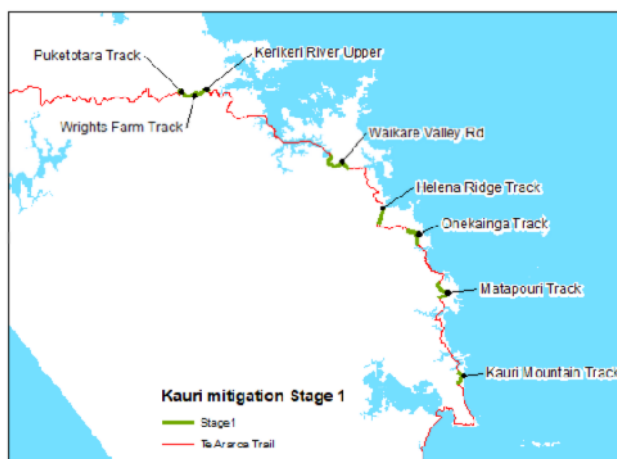 Kerikeri River Upper
Puketotara Track
Wrights Farm Track
Waikare Valley Rd
Helena Ridge Track
Onekainga Track
Matapouri Track
Kauri Mountain Track
Kauri mitigation Stage 1
Stage1
Te Araroa Trail